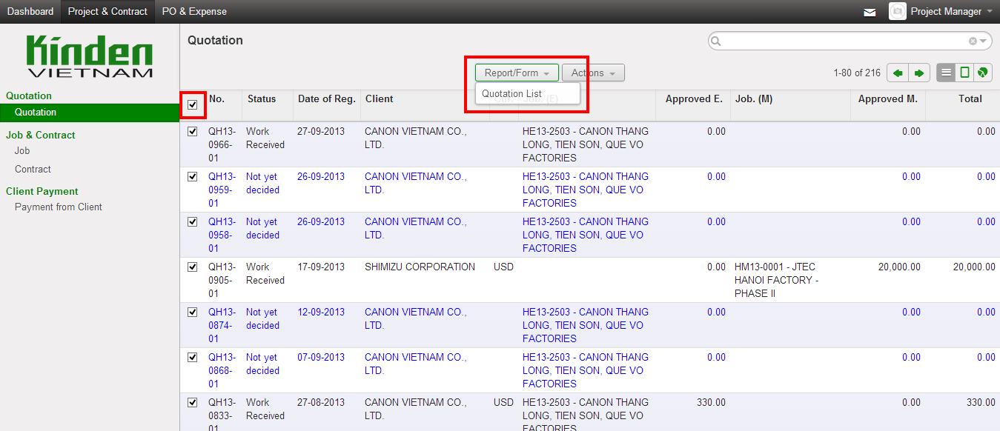 Dashboard Project & Contract PO & Expense Project Manager
Kinden
VIETNAM
Quotation
Quotation
Job & Contract
Job
Contract
Client Payment
Payment from Client
Quotation
Report/Form Actions 1-80 of 216
Quotation List
No. Status Date of Reg. Client Job. (E) Approved E. Job. (M) Approved M. Total
QH13- Work 27-09-2013 CANON VIETNAM CO., HE13-2503 - CANON THANG 0.00 0.00 0.00
0966- Received LTD. LONG, TIEN SON, QUE VO
01 FACTORIES
QH13- Not yet 26-09-2013 CANON VIETNAM CO., HE13-2503 - CANON THANG 0.00 0.00 0.00
0959- decided LTD. LONG, TIEN SON, QUE VO
01 FACTORIES
QH13- Not yet 26-09-2013 CANON VIETNAM CO., HE13-2503 - CANON THANG 0.00 0.00 0.00
0958- decided LTD. LONG, TIEN SON, QUE VO
01 FACTORIES
QH13- Work 17-09-2013 SHIMIZU CORPORATION USD 0.00 HM13-0001 - JTEC 20,000.00 20,000.00
0905- Received HANOI FACTORY -
01 PHASE II
QH13- Not yet 12-09-2013 CANON VIETNAM CO., HE13-2503 - CANON THANG 0.00 0.00 0.00
0874- decided LTD. LONG, TIEN SON, QUE VO
01 FACTORIES
QH13- Not yet 07-09-2013 CANON VIETNAM CO., HE13-2503 - CANON THANG 0.00 0.00 0.00
0868- decided LTD. LONG, TIEN SON, QUE VO
01 FACTORIES
QH13- Work 27-08-2013 CANON VIETNAM CO., USD HE13-2503 - CANON THANG 330.00 0.00 330.00
0833- Received LTD. LONG, TIEN SON, QUE VO
01 FACTORIES